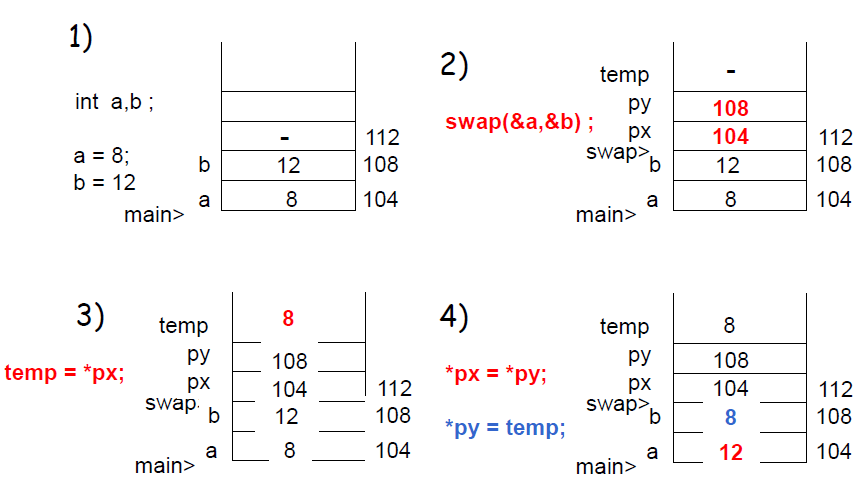 1)
int a,b ;
a = 8;
b = 12
-
112
b 12 108
a 8 104
main>
2)
swap(&a,&b) ;
temp -
py 108
px 104 112
swap>
b 12 108
a 8 104
main>
3)
temp = *px;
temp 8
py 108
px 104 112
swap.
b 12 108
a 8 104
main>
4)
*px = *py;
*py = temp;
temp 8
py 108
px 104 112
swap>
b 8 108
a 12 104
main>